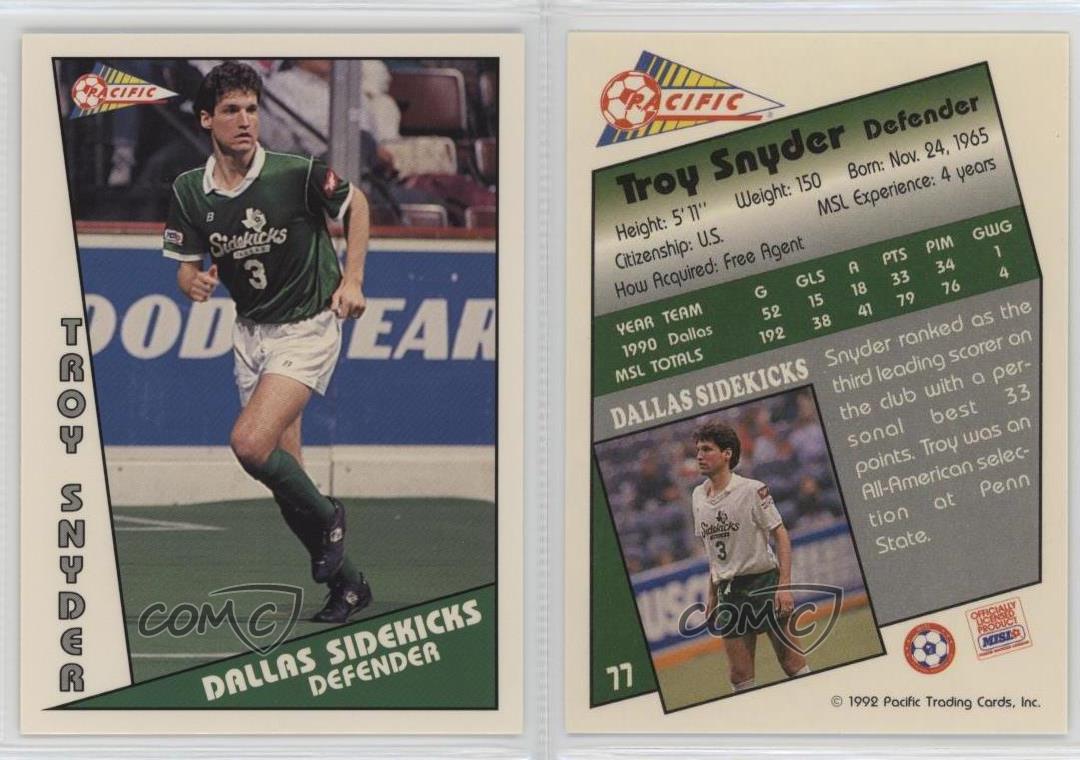 PACIFIC
B
Sidekicks
3
OOD YEAR
TROY SNYDER
COMC
DALLAS SIDEKICKS
DEFENDER
PACIFIC
Troy Snyder Defender
Height: 5' 11" Weight: 150 Born: Nov. 24, 1965
Citizenship: U.S. MSL Experience: 4 years
How Acquired: Free Agent
YEAR TEAM G GLS A PTS PIM GWG
1990 Dallas 52 15 18 33 34 1
MSL TOTALS 192 38 41 79 76 4
DALLAS SIDEKICKS
Snyder ranked as the
third leading scorer on
the club with a per-
sonal best 33
points. Troy was an
All-American selec-
tion at Penn
State.
Sidekicks
3
COMC
77
OFFICIALLY
LICENSED
PRODUCT
MISL
© 1992 Pacific Trading Cards, Inc.